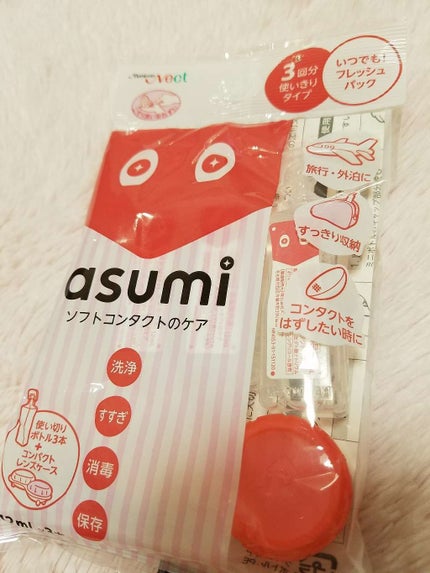 3回分
使いきり
タイプ
いつでも!
フレッシュ
パック
旅行・外泊に
すっきり収納
コンタクトを
はずしたい時に
asumi
ソフトコンタクトのケア
洗浄
すすぎ
消毒
保存
使い切り
ボトル3本
+
コンパクト
レンズケース